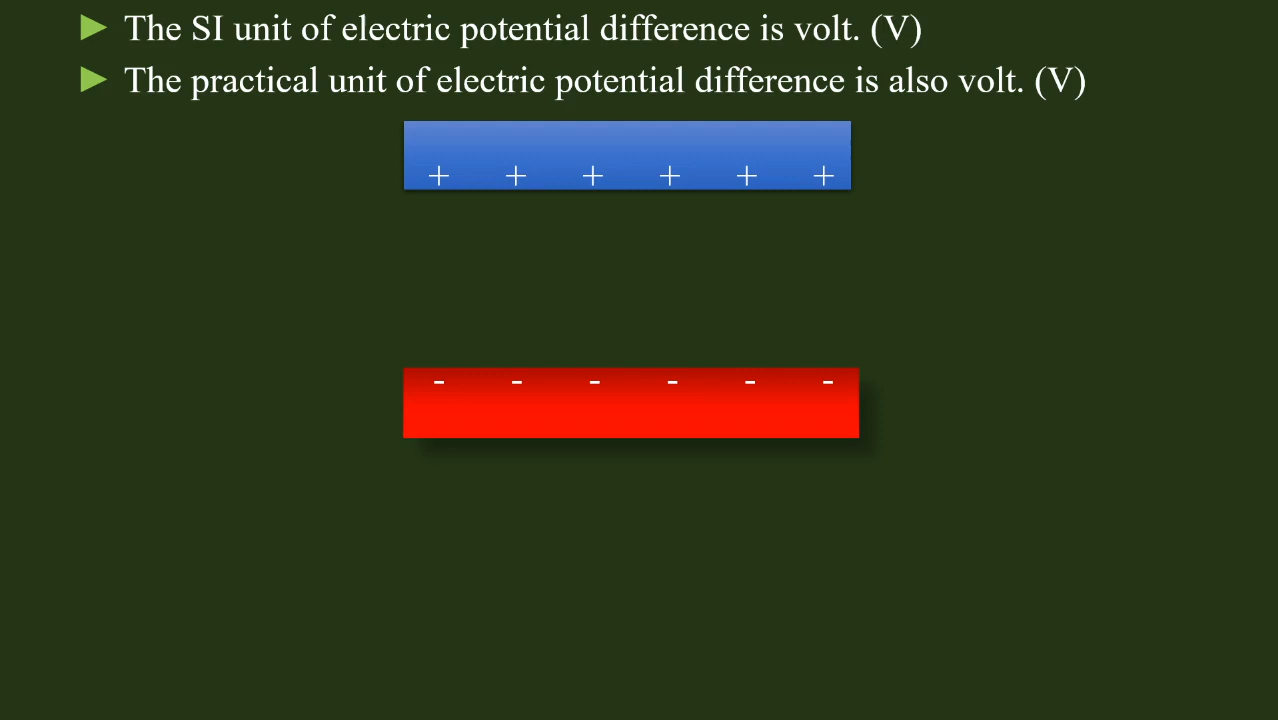 The SI unit of electric potential difference is volt. (V)
The practical unit of electric potential difference is also volt. (V)
+ + + + + +
- - - - - -